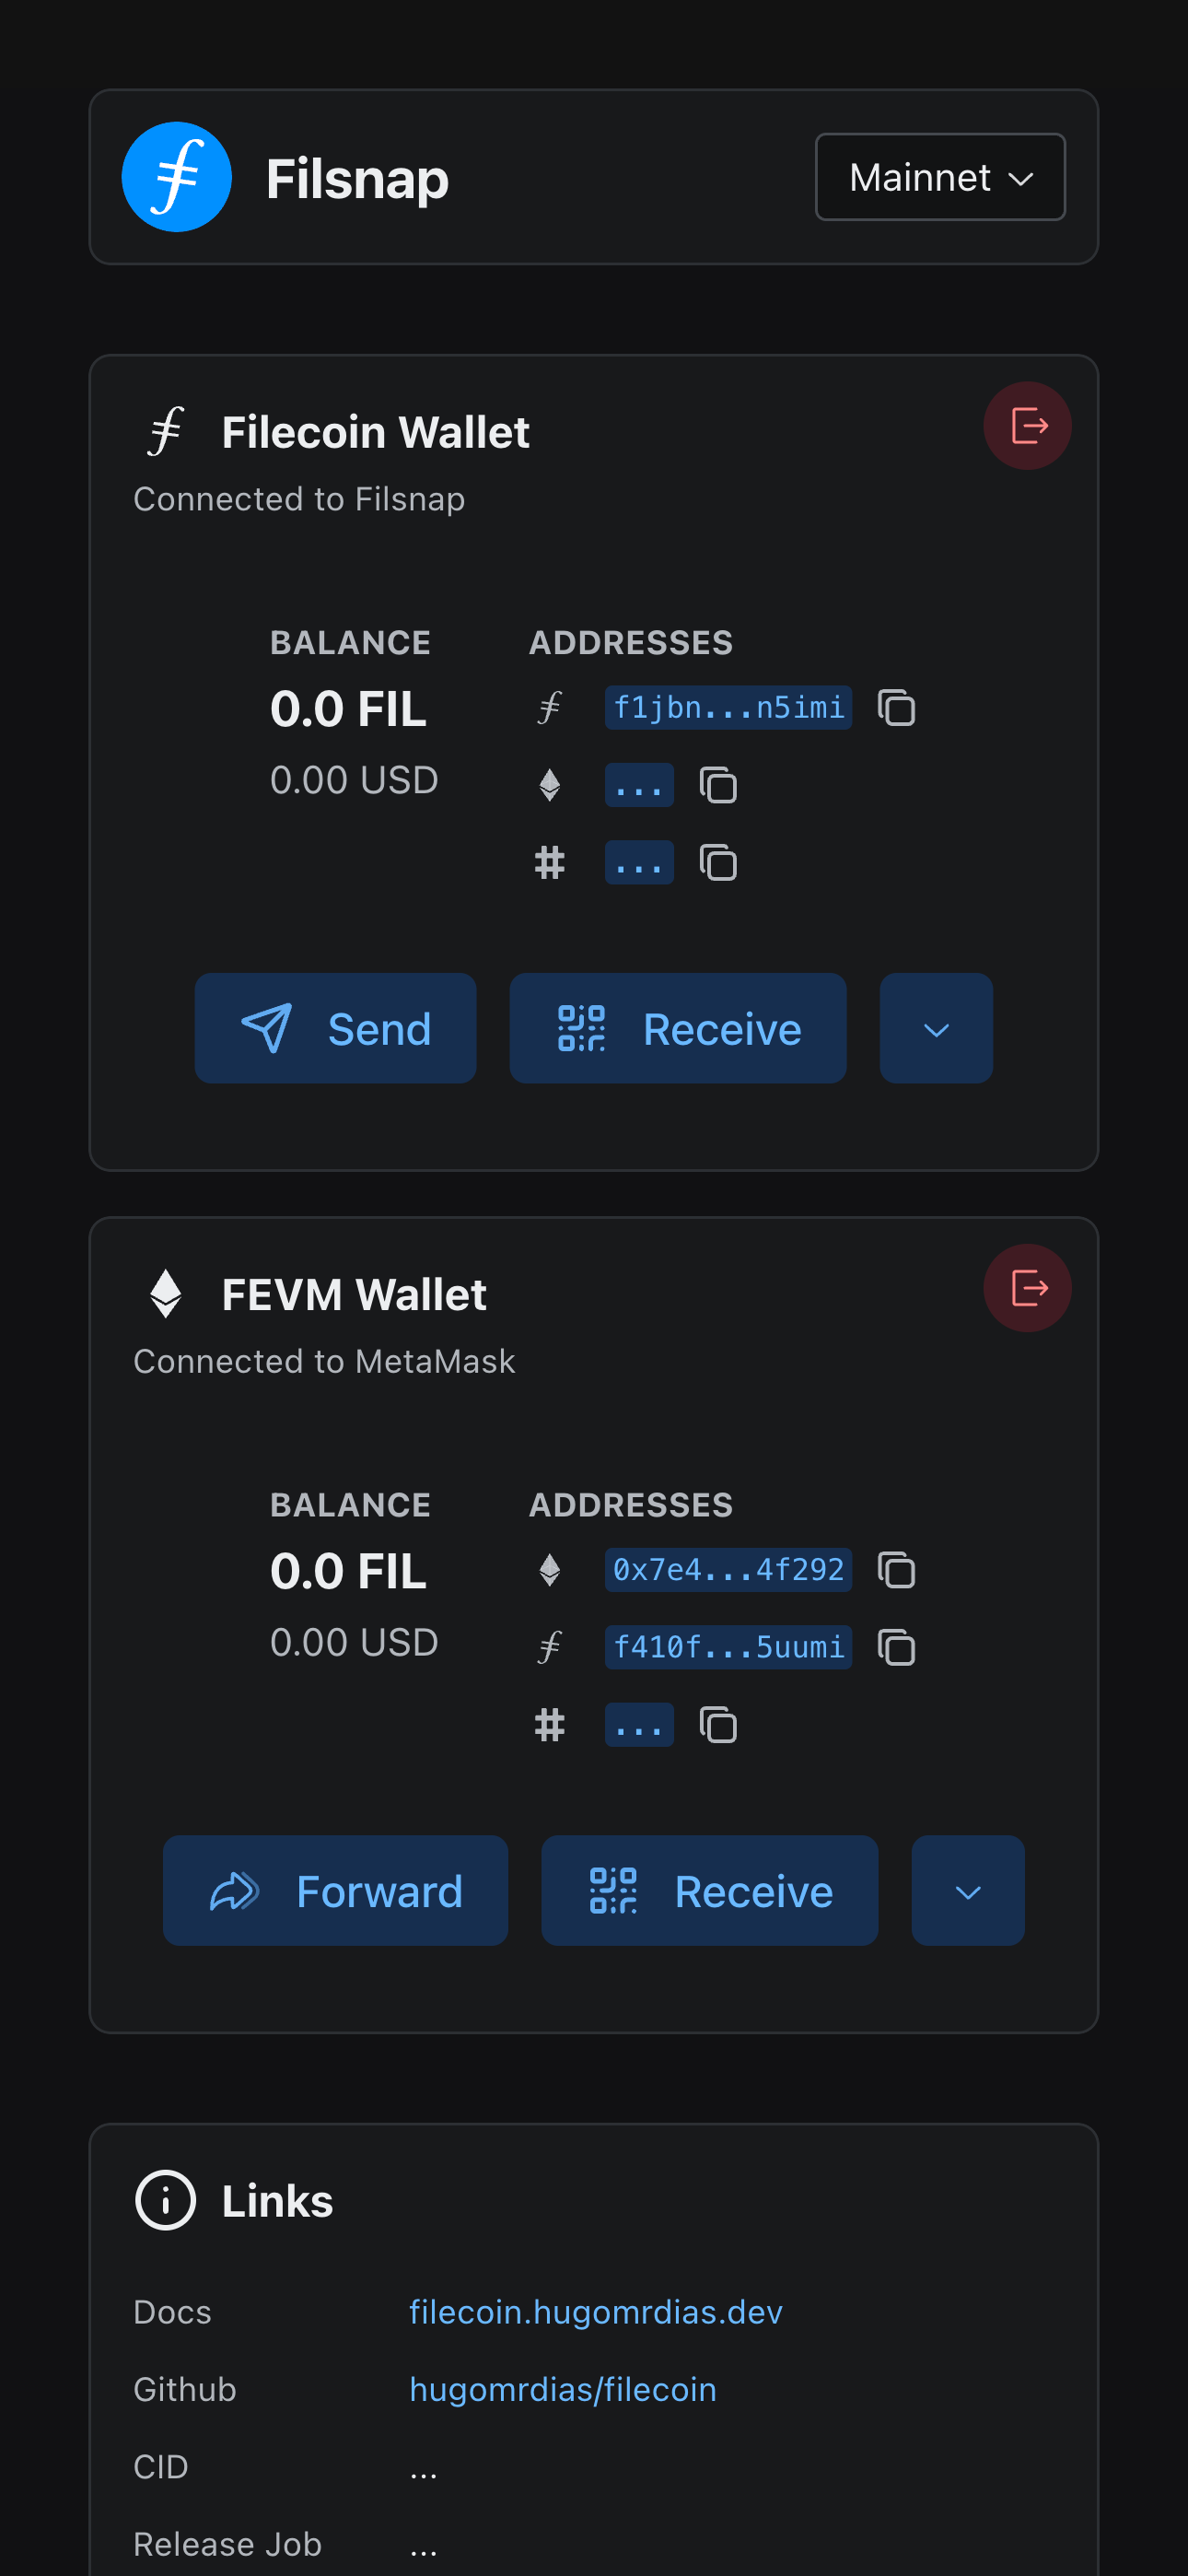 Filsnap
Mainnet
Filecoin Wallet
Connected to Filsnap
BALANCE
ADDRESSES
0.0 FIL
f1jbn...n5imi
0.00 USD
...
...
Send
Receive
FEVM Wallet
Connected to MetaMask
BALANCE
ADDRESSES
0.0 FIL
0x7e4...4f292
0.00 USD
f410f...5uumi
...
Forward
Receive
Links
Docs
filecoin.hugomrdias.dev
Github
hugomrdias/filecoin
CID
...
Release Job
...